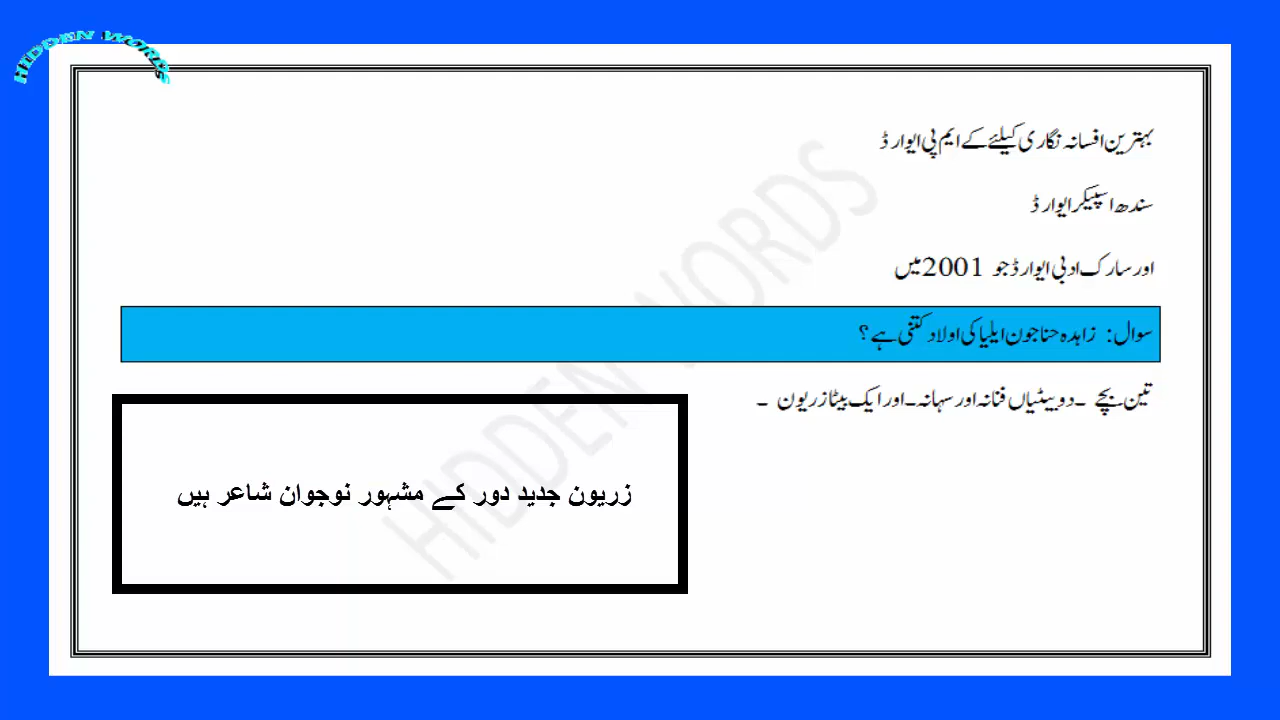 HIDDEN WORDS
بہترین افسانہ نگاری کیلئے کے ایم پی ایوارڈ
سندھ اسپیکر ایوارڈ
اور سارک ادبی ایوارڈ جو 2001 میں
سوال: زاہدہ حنا جون ایلیا کی اولاد کتنی ہے؟
تین بچے ۔ دو بیٹیاں فنانہ اور سہانہ۔ اور ایک بیٹا زریون ۔
زریون جدید دور کے مشہور نوجوان شاعر ہیں
HIDDEN WORDS